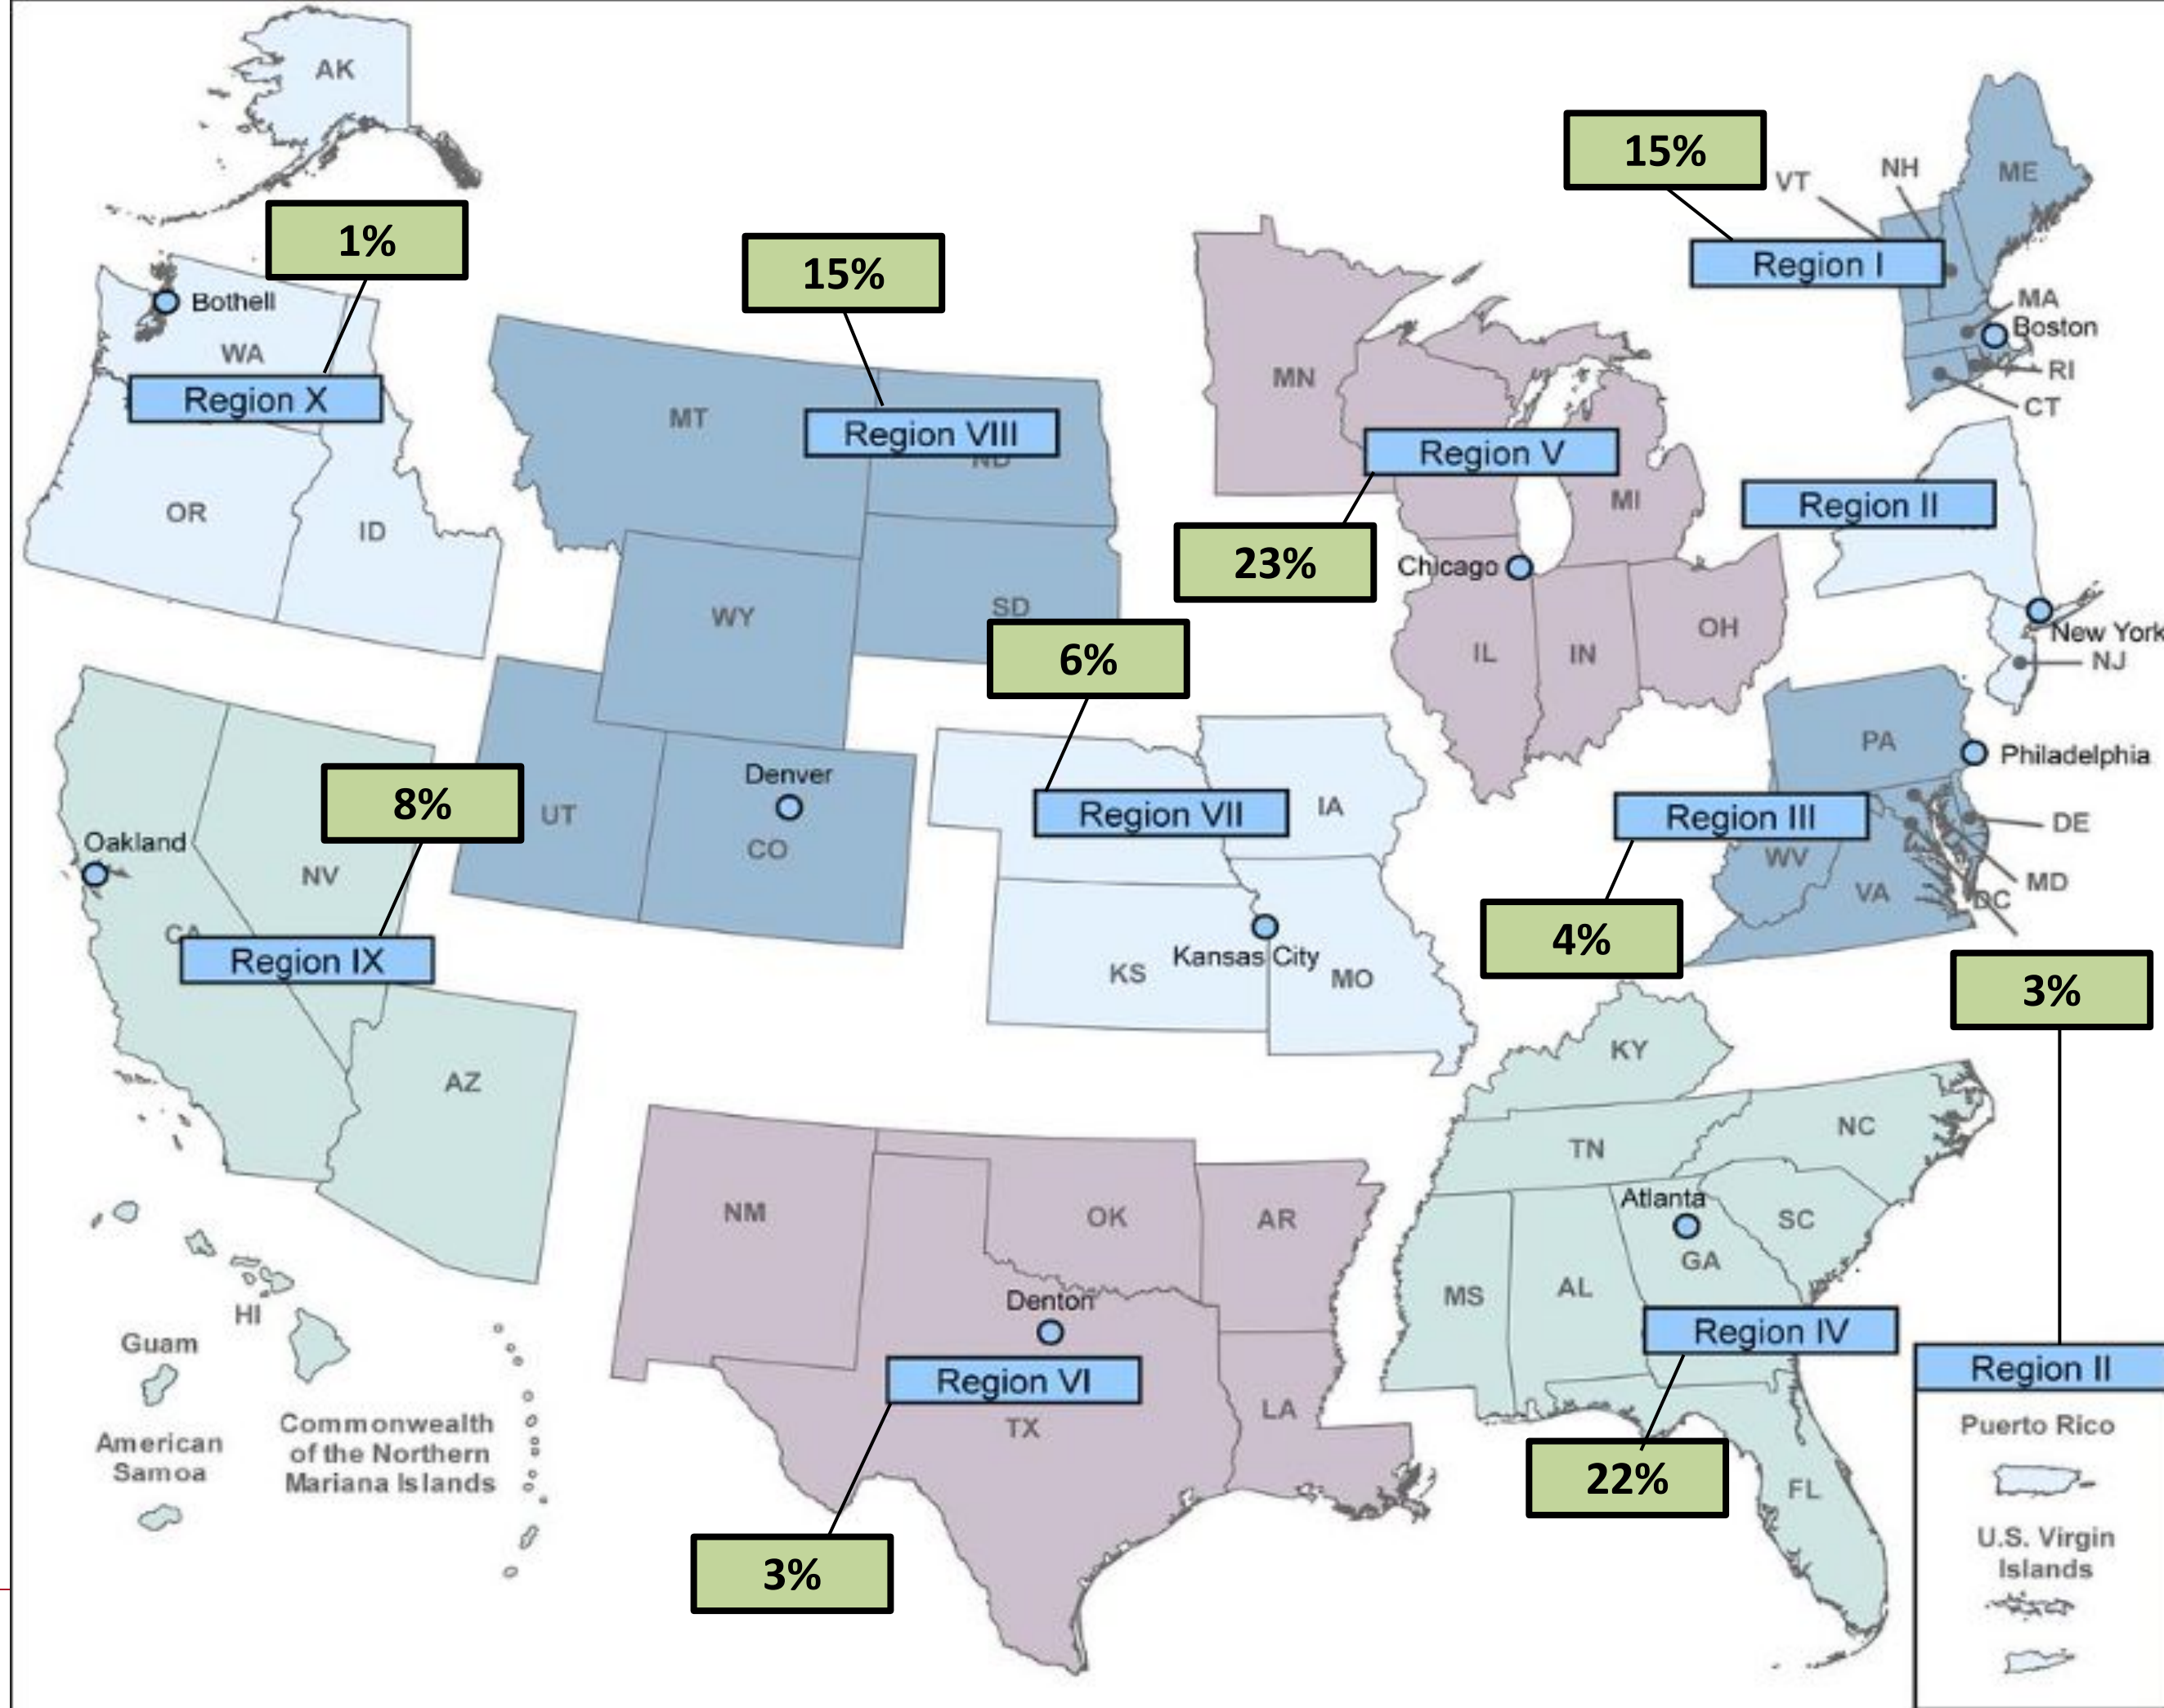 AK
1%
Bothell
WA
Region X
OR
ID
15%
MT
Region VIII
ND
WY
SD
UT
Denver
CO
8%
Oakland
NV
CA
Region IX
AZ
HI
Guam
American
Samoa
Commonwealth
of the Northern
Mariana Islands
6%
Region VII
IA
KS
Kansas City
MO
MN
Region V
MI
23%
Chicago
IL
IN
OH
15%
VT
NH
ME
Region I
MA
Boston
RI
CT
Region II
New York
NJ
PA
Philadelphia
Region III
DE
WV
VA
MD
DC
4%
3%
KY
TN
NC
Atlanta
SC
MS
AL
GA
Region IV
22%
FL
NM
OK
AR
Denton
Region VI
TX
LA
3%
Region II
Puerto Rico
U.S. Virgin
Islands